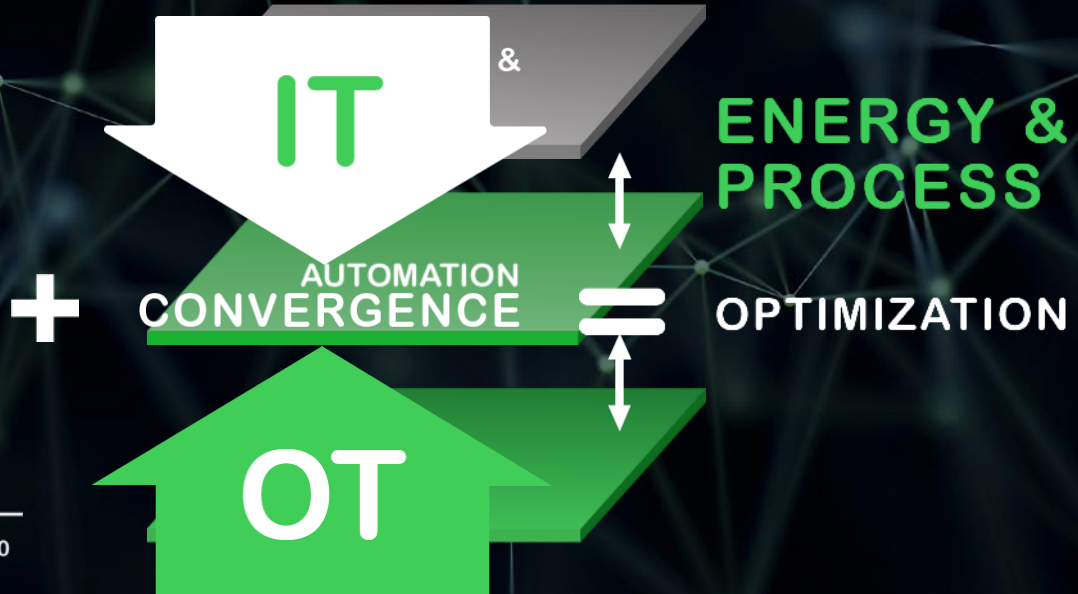 IT
&
ENERGY &
PROCESS
AUTOMATION
+ CONVERGENCE = OPTIMIZATION
OT
0